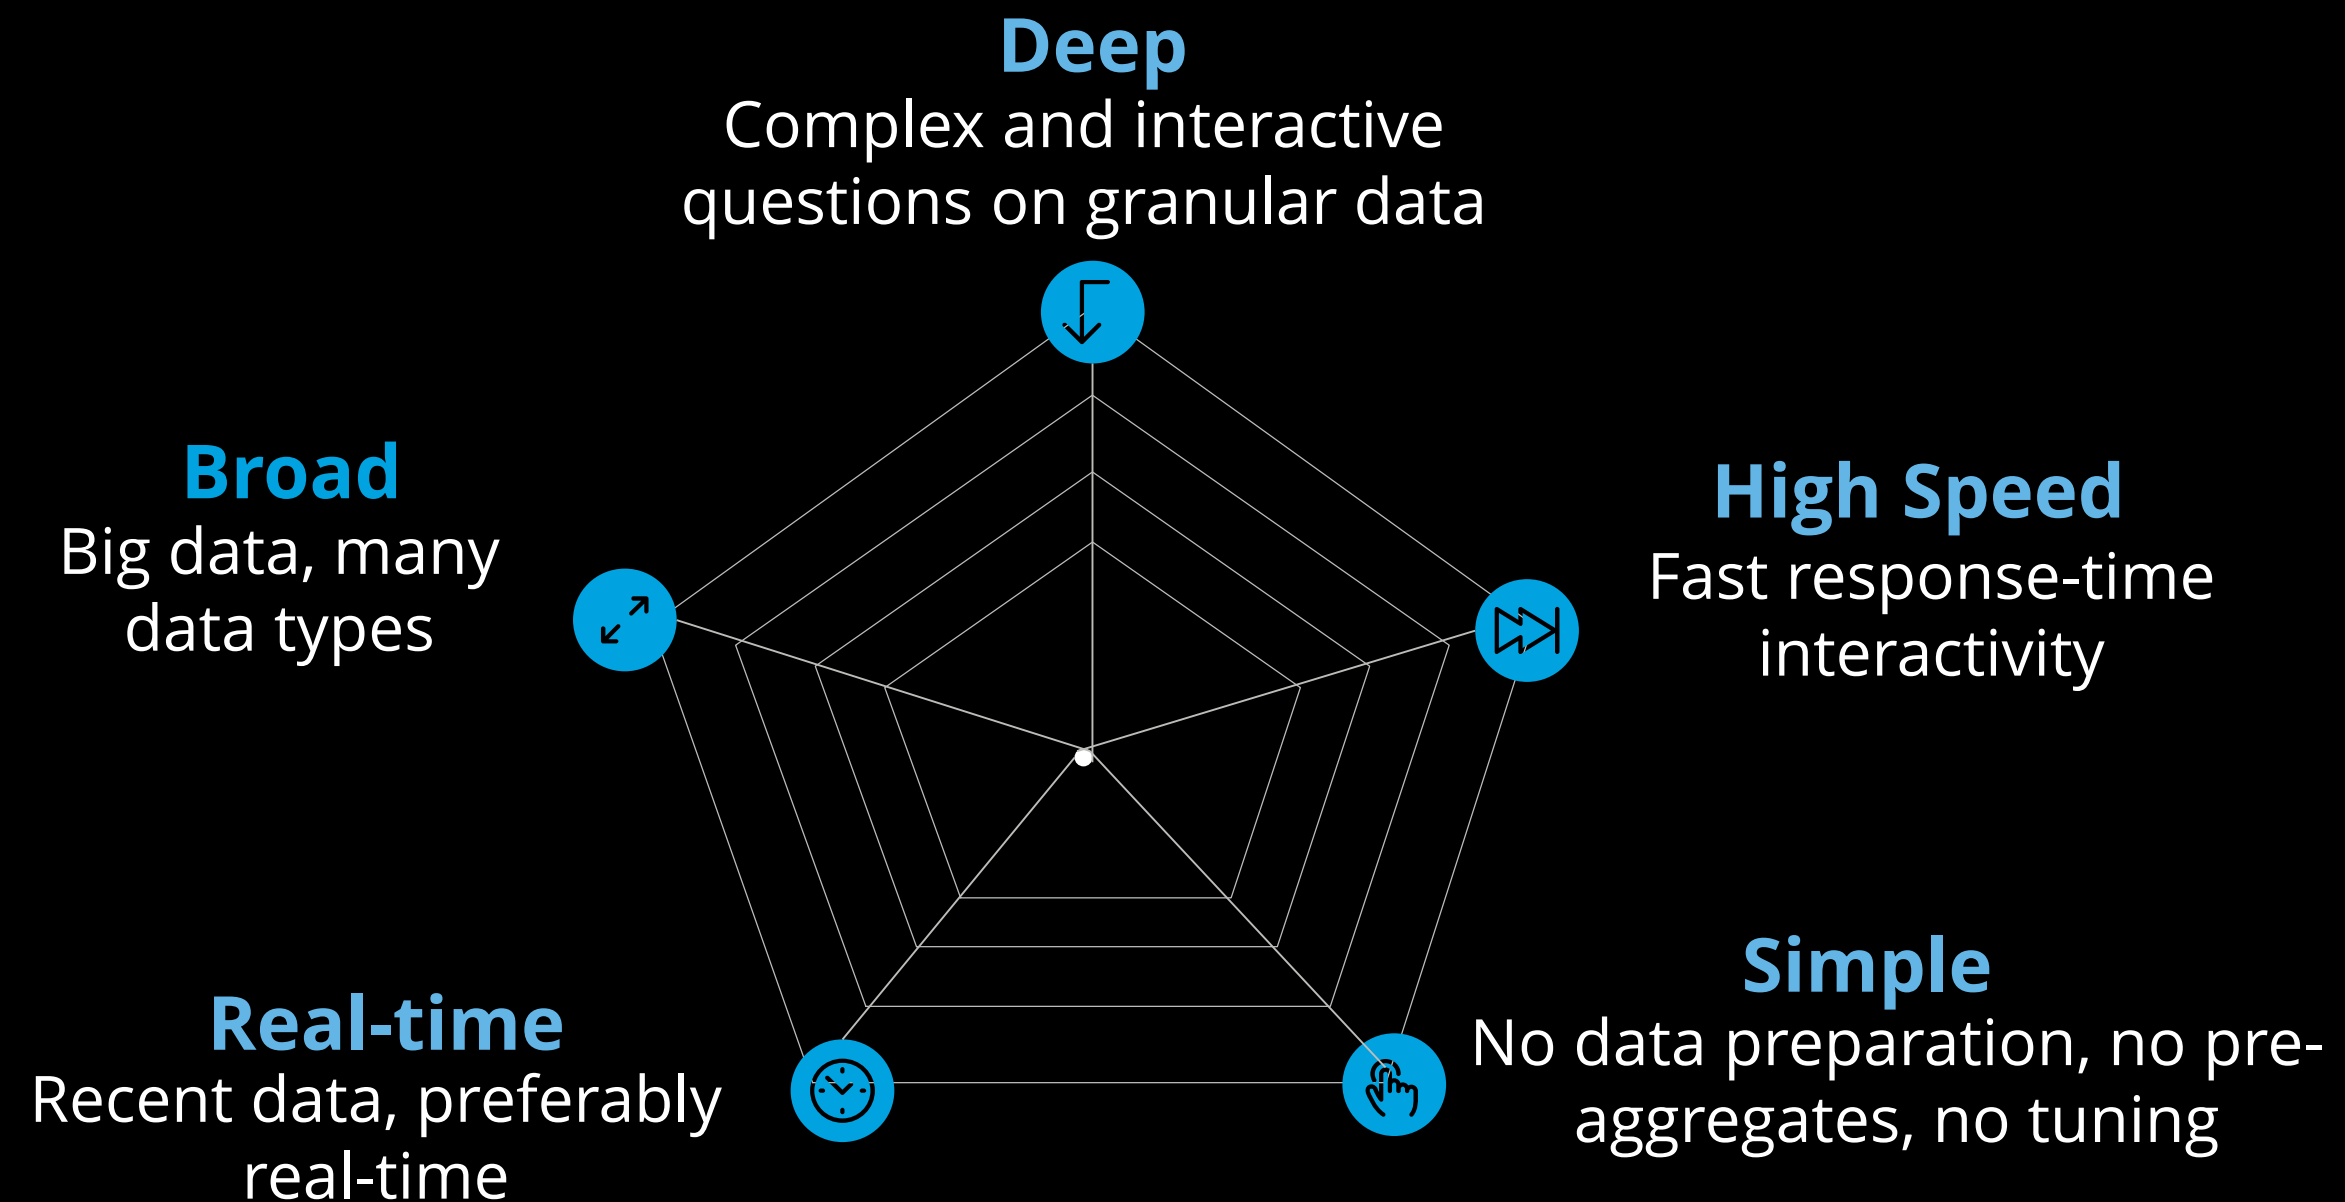 Deep
Complex and interactive
questions on granular data
Broad
Big data, many
data types
High Speed
Fast response-time
interactivity
Real-time
Recent data, preferably
real-time
Simple
No data preparation, no pre-
aggregates, no tuning